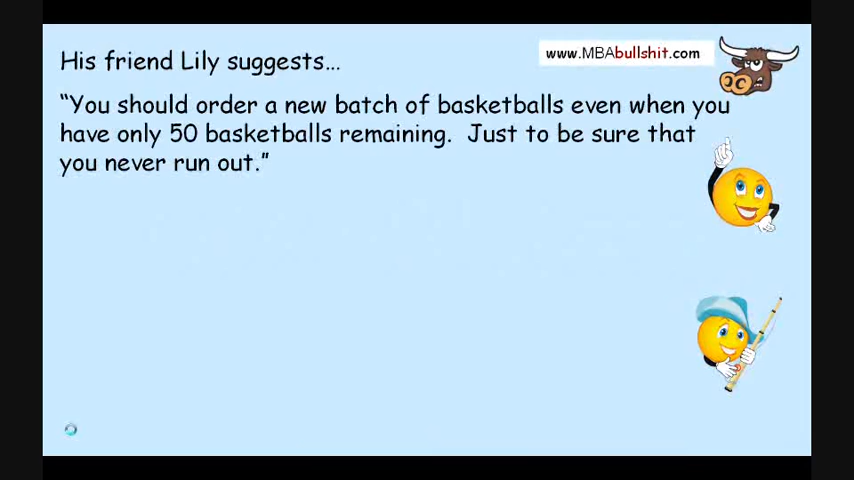 His friend Lily suggests…
www.MBAbullshit.com
“You should order a new batch of basketballs even when you
have only 50 basketballs remaining.  Just to be sure that
you never run out.”